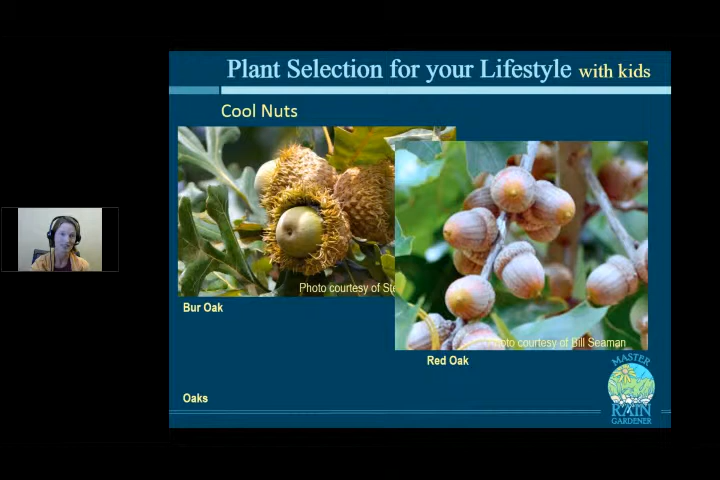 Plant Selection for your Lifestyle with kids
Cool Nuts
Photo courtesy of
Bur Oak
courtesy of Bill Seaman
Red Oak
Oaks
MASTER
RAIN
GARDENER